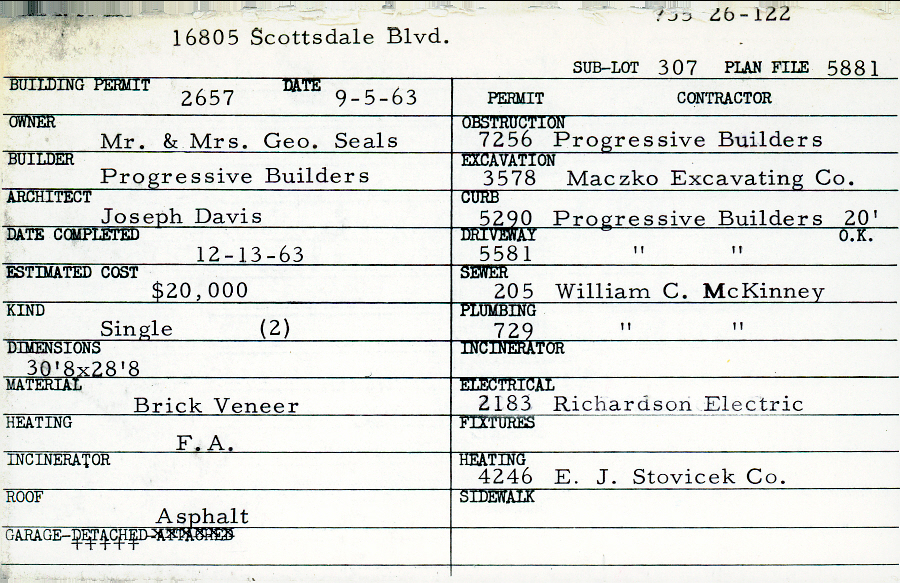 26-122
16805 Scottsdale Blvd.
SUB-LOT 307 PLAN FILE 5881
BUILDING PERMIT 2657 DATE 9-5-63
PERMIT CONTRACTOR
OWNER
Mr. & Mrs. Geo. Seals
OBSTRUCTION
7256 Progressive Builders
BUILDER
Progressive Builders
EXCAVATION
3578 Maczko Excavating Co.
ARCHITECT
Joseph Davis
CURB
5290 Progressive Builders 20'
DATE COMPLETED
12-13-63
DRIVEWAY O.K.
5581 " "
ESTIMATED COST
$20,000
SEWER
205 William C. McKinney
KIND
Single (2)
PLUMBING
729 " "
DIMENSIONS
30'8x28'8
INCINERATOR
MATERIAL
Brick Veneer
ELECTRICAL
2183 Richardson Electric
HEATING
F.A.
FIXTURES
INCINERATOR
HEATING
4246 E. J. Stovicek Co.
ROOF
Asphalt
SIDEWALK
GARAGE-DETACHED-ATTACHED
+++++